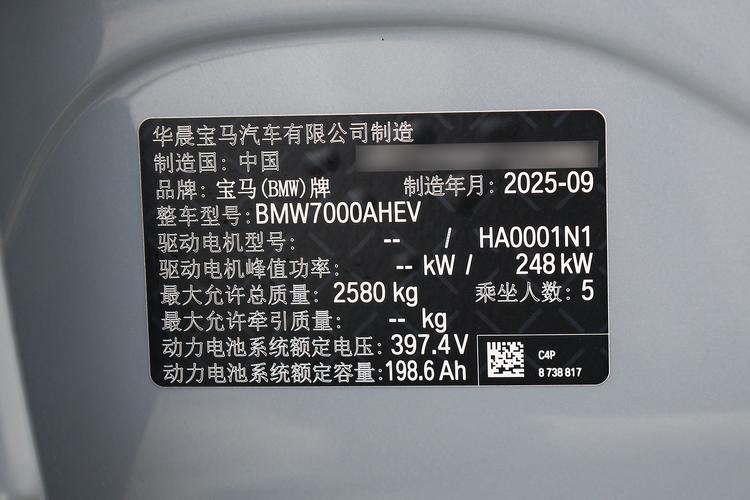 华晨宝马汽车有限公司制造
制造国：中国
品牌：宝马(BMW)牌 制造年月：2025-09
整车型号：BMW7000AHEV
驱动电机型号： -- / HA0001N1
驱动电机峰值功率： -- kW / 248 kW
最大允许总质量：2580 kg 乘坐人数：5
最大允许牵引质量： -- kg
动力电池系统额定电压：397.4 V
动力电池系统额定容量：198.6 Ah
C4P
8 738 817